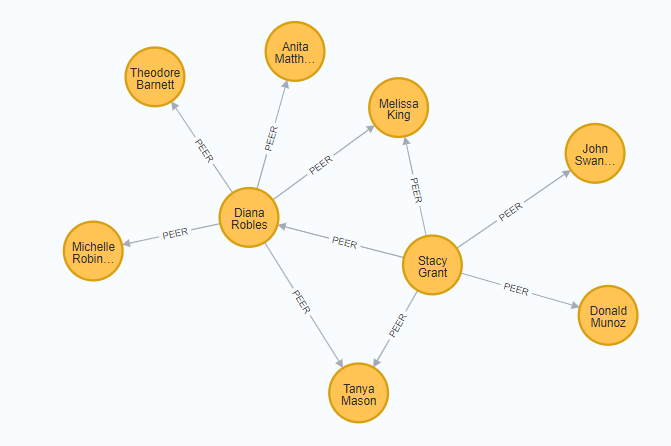 Anita
Matth...
Theodore
Barnett
Melissa
King
PEER
PEER
John
Swan...
PEER
PEER
PEER
Diana
Robles
PEER
Michelle
Robin...
PEER
Stacy
Grant
PEER
PEER
Donald
Munoz
PEER
Tanya
Mason